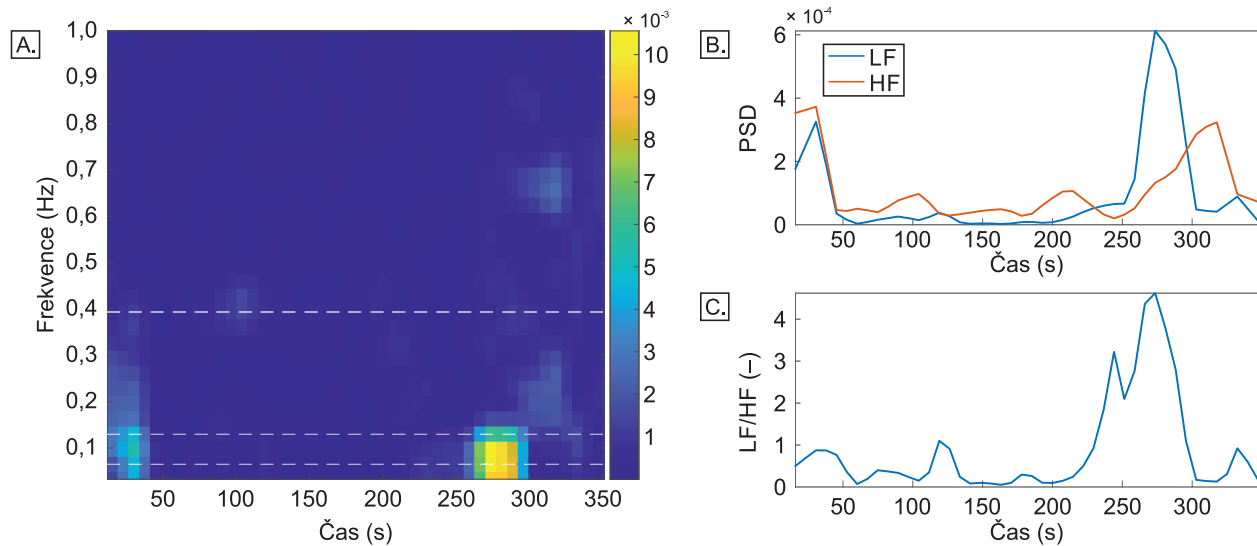 A.
Frekvence (Hz)
1,0
0,9
0,8
0,7
0,6
0,5
0,4
0,3
0,2
0,1
50 100 150 200 250 300 350
Čas (s)
× 10⁻³
10
9
8
7
6
5
4
3
2
1
B.
× 10⁻⁴
PSD
6
4
2
0
LF
HF
50 100 150 200 250 300
Čas (s)
C.
LF/HF (–)
4
3
2
1
0
50 100 150 200 250 300
Čas (s)